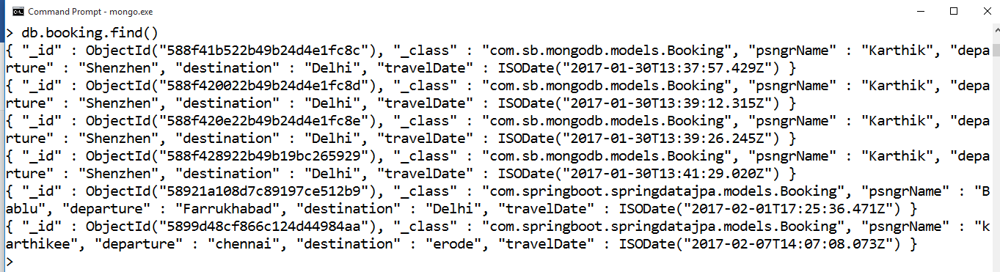 Command Prompt - mongo.exe
> db.booking.find()
{ "_id" : ObjectId("588f41b522b49b24d4e1fc8c"), "_class" : "com.sb.mongodb.models.Booking", "psngrName" : "Karthik", "depa
rture" : "Shenzhen", "destination" : "Delhi", "travelDate" : ISODate("2017-01-30T13:37:57.429Z") }
{ "_id" : ObjectId("588f420022b49b24d4e1fc8d"), "_class" : "com.sb.mongodb.models.Booking", "psngrName" : "Karthik", "depa
rture" : "Shenzhen", "destination" : "Delhi", "travelDate" : ISODate("2017-01-30T13:39:12.315Z") }
{ "_id" : ObjectId("588f420e22b49b24d4e1fc8e"), "_class" : "com.sb.mongodb.models.Booking", "psngrName" : "Karthik", "depa
rture" : "Shenzhen", "destination" : "Delhi", "travelDate" : ISODate("2017-01-30T13:39:26.245Z") }
{ "_id" : ObjectId("588f428922b49b19bc265929"), "_class" : "com.sb.mongodb.models.Booking", "psngrName" : "Karthik", "depa
rture" : "Shenzhen", "destination" : "Delhi", "travelDate" : ISODate("2017-01-30T13:41:29.020Z") }
{ "_id" : ObjectId("58921a108d7c89197ce512b9"), "_class" : "com.springboot.springdatajpa.models.Booking", "psngrName" : "B
ablu", "departure" : "Farrukhabad", "destination" : "Delhi", "travelDate" : ISODate("2017-02-01T17:25:36.471Z") }
{ "_id" : ObjectId("5899d48cf866c124d44984aa"), "_class" : "com.springboot.springdatajpa.models.Booking", "psngrName" : "k
arthikee", "departure" : "chennai", "destination" : "erode", "travelDate" : ISODate("2017-02-07T14:07:08.073Z") }
>